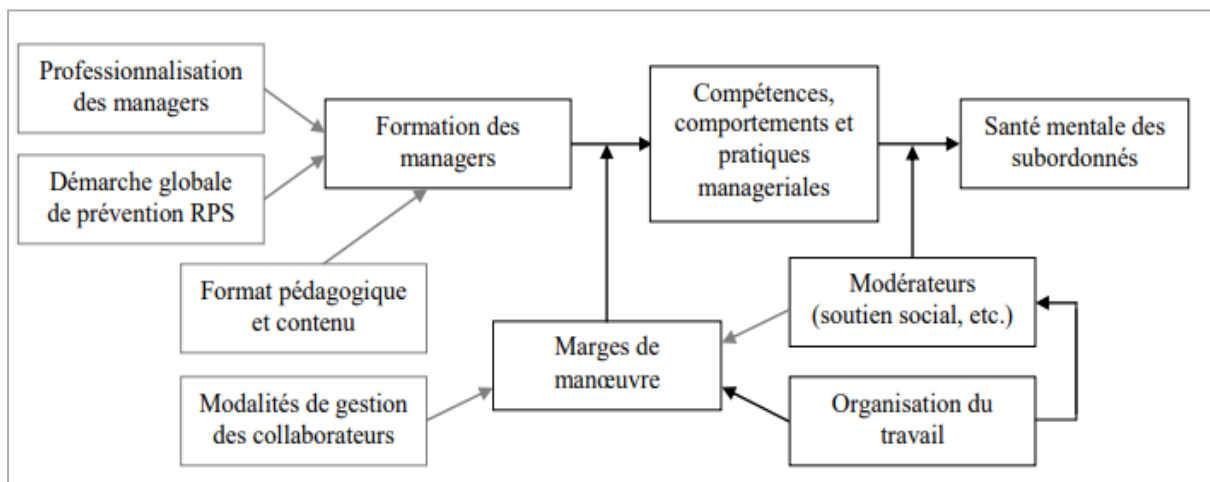 Professionnalisation
des managers
Formation des
managers
Compétences,
comportements et
pratiques
manageriales
Santé mentale des
subordonnés
Démarche globale
de prévention RPS
Format pédagogique
et contenu
Modérateurs
(soutien social, etc.)
Marges de
manœuvre
Modalités de gestion
des collaborateurs
Organisation du
travail